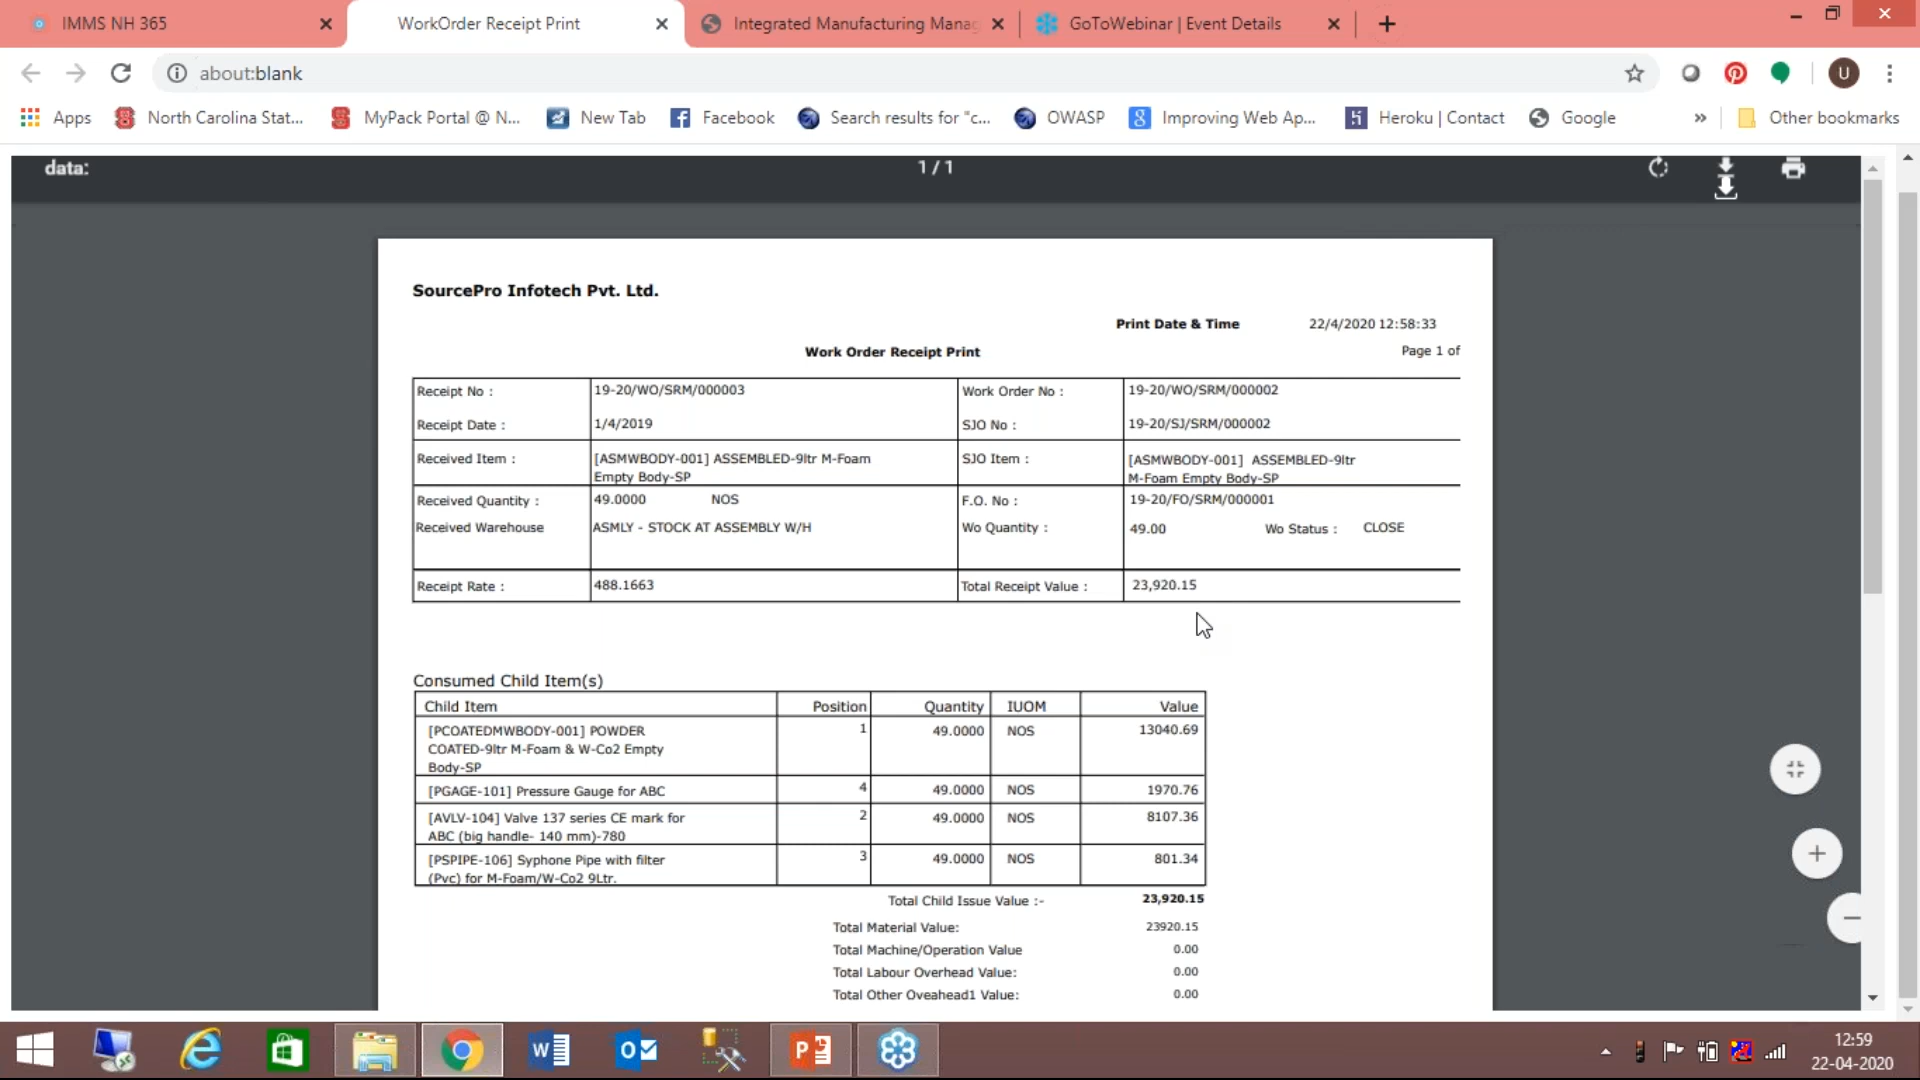 IMMS NH 365
WorkOrder Receipt Print
Integrated Manufacturing Manag
GoToWebinar | Event Details
about:blank
U
Apps
North Carolina Stat...
MyPack Portal @ N...
New Tab
Facebook
Search results for "c...
OWASP
Improving Web Ap...
Heroku | Contact
Google
»
Other bookmarks
data:
1 / 1
SourcePro Infotech Pvt. Ltd.
Print Date & Time 22/4/2020 12:58:33
Work Order Receipt Print
Page 1 of
Receipt No : 19-20/WO/SRM/000003 Work Order No : 19-20/WO/SRM/000002
Receipt Date : 1/4/2019 SJO No : 19-20/SJ/SRM/000002
Received Item : [ASMWBODY-001] ASSEMBLED-9ltr M-Foam SJO Item : [ASMWBODY-001] ASSEMBLED-9ltr
Empty Body-SP M-Foam Empty Body-SP
Received Quantity : 49.0000 NOS F.O. No : 19-20/FO/SRM/000001
Received Warehouse ASMLY - STOCK AT ASSEMBLY W/H Wo Quantity : 49.00 Wo Status : CLOSE
Receipt Rate : 488.1663 Total Receipt Value : 23,920.15
Consumed Child Item(s)
Child Item Position Quantity IUOM Value
[PCOATEDMWBODY-001] POWDER 1 49.0000 NOS 13040.69
COATED-9ltr M-Foam & W-Co2 Empty
Body-SP
[PGAGE-101] Pressure Gauge for ABC 4 49.0000 NOS 1970.76
[AVLV-104] Valve 137 series CE mark for 2 49.0000 NOS 8107.36
ABC (big handle- 140 mm)-780
[PSPIPE-106] Syphone Pipe with filter 3 49.0000 NOS 801.34
(Pvc) for M-Foam/W-Co2 9Ltr.
Total Child Issue Value :- 23,920.15
Total Material Value: 23920.15
Total Machine/Operation Value 0.00
Total Labour Overhead Value: 0.00
Total Other Oveahead1 Value: 0.00
12:59
22-04-2020